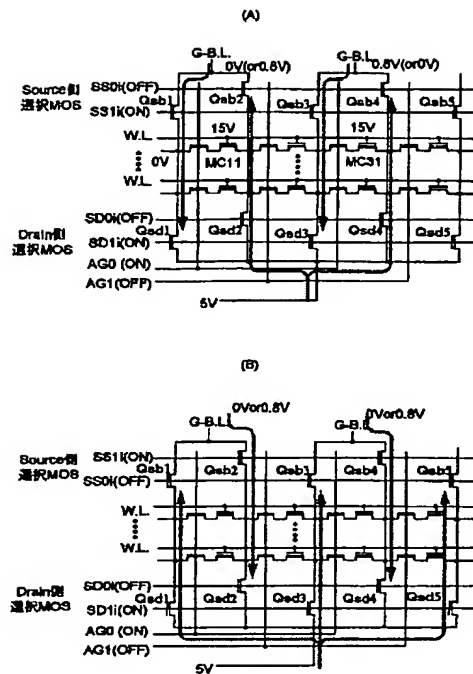 (A)
G-B.L.
0V(or0.8V)
G-B.L.
0.8V(or0V)
Source側
選択MOS
SS0i(OFF)
Qsb1
Qsb2
Qsb3
Qsb4
Qsb5
SS1i(ON)
W.L.
15V
15V
0V
MC11
MC31
W.L.
Drain側
選択MOS
SD0i(OFF)
Qsd1
Qsd2
Qsd3
Qsd4
Qsd5
SD1i(ON)
AG0 (ON)
AG1(OFF)
5V
(B)
G-B.L.
0Vor0.8V
0Vor0.8V
Source側
選択MOS
SS1i(ON)
Qsb1
Qsb2
Qsb3
Qsb4
SS0i(OFF)
W.L.
W.L.
Drain側
選択MOS
SD0i(OFF)
Qsd1
Qsd2
Qsd3
Qsd4
Qsd5
SD1i(ON)
AG0 (ON)
AG1(OFF)
5V